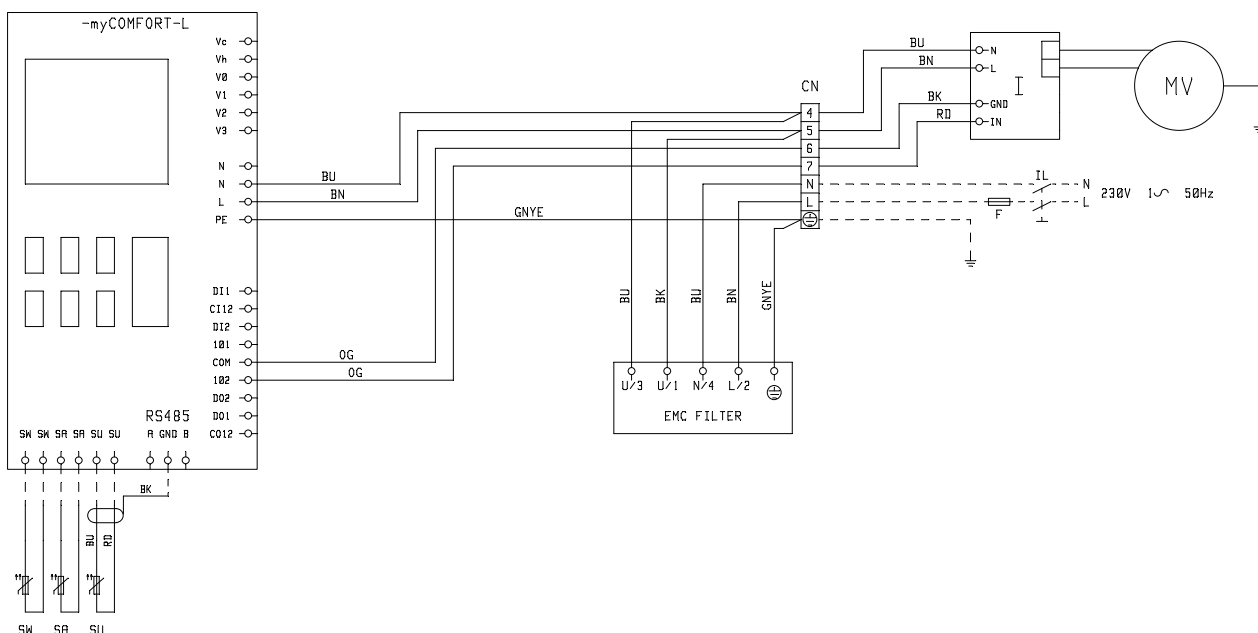 -myCOMFORT-L
Vc
Vh
V0
V1
V2
V3
N
N
L
PE
DI1
CI12
DI2
101
COM
102
DO2
DO1
CO12
RS485
SW SW SA SA SU SU A GND B
BU
BN
GNYE
OG
OG
BK
BU
RD
SW SA SU
CN
4
5
6
7
N
L
BU
BN
BK
RD
N
L
GND
IN
I
MV
IL
N
L
F
230V 1~ 50Hz
BU
BK
BU
BN
GNYE
U/3 U/1 N/4 L/2
EMC FILTER